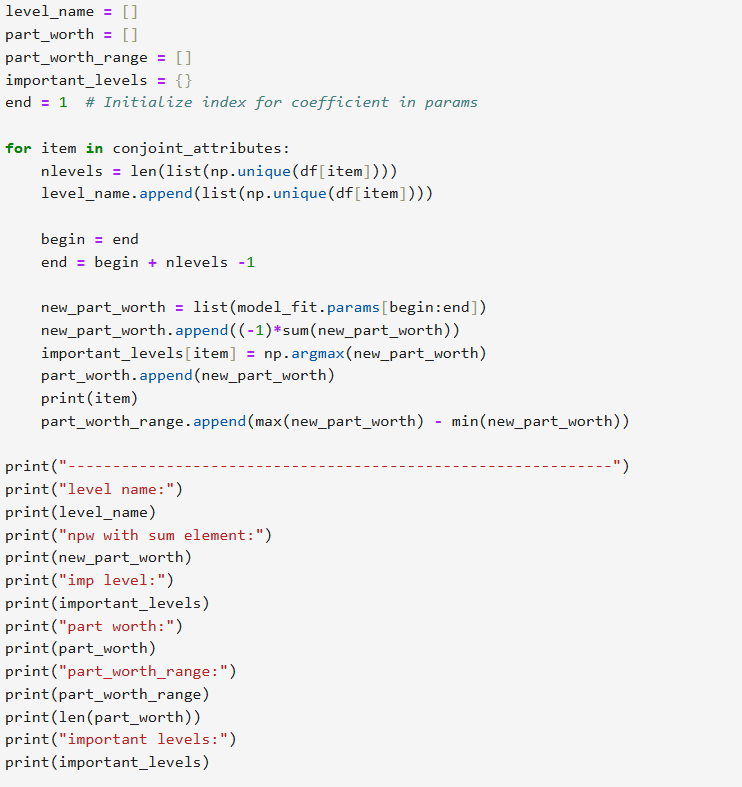 level_name = []
part_worth = []
part_worth_range = []
important_levels = {}
end = 1  # Initialize index for coefficient in params

for item in conjoint_attributes:
    nlevels = len(list(np.unique(df[item])))
    level_name.append(list(np.unique(df[item])))

    begin = end
    end = begin + nlevels -1

    new_part_worth = list(model_fit.params[begin:end])
    new_part_worth.append((-1)*sum(new_part_worth))
    important_levels[item] = np.argmax(new_part_worth)
    part_worth.append(new_part_worth)
    print(item)
    part_worth_range.append(max(new_part_worth) - min(new_part_worth))

print("-------------------------------------------------------------")
print("level name:")
print(level_name)
print("npw with sum element:")
print(new_part_worth)
print("imp level:")
print(important_levels)
print("part worth:")
print(part_worth)
print("part_worth_range:")
print(part_worth_range)
print(len(part_worth))
print("important levels:")
print(important_levels)